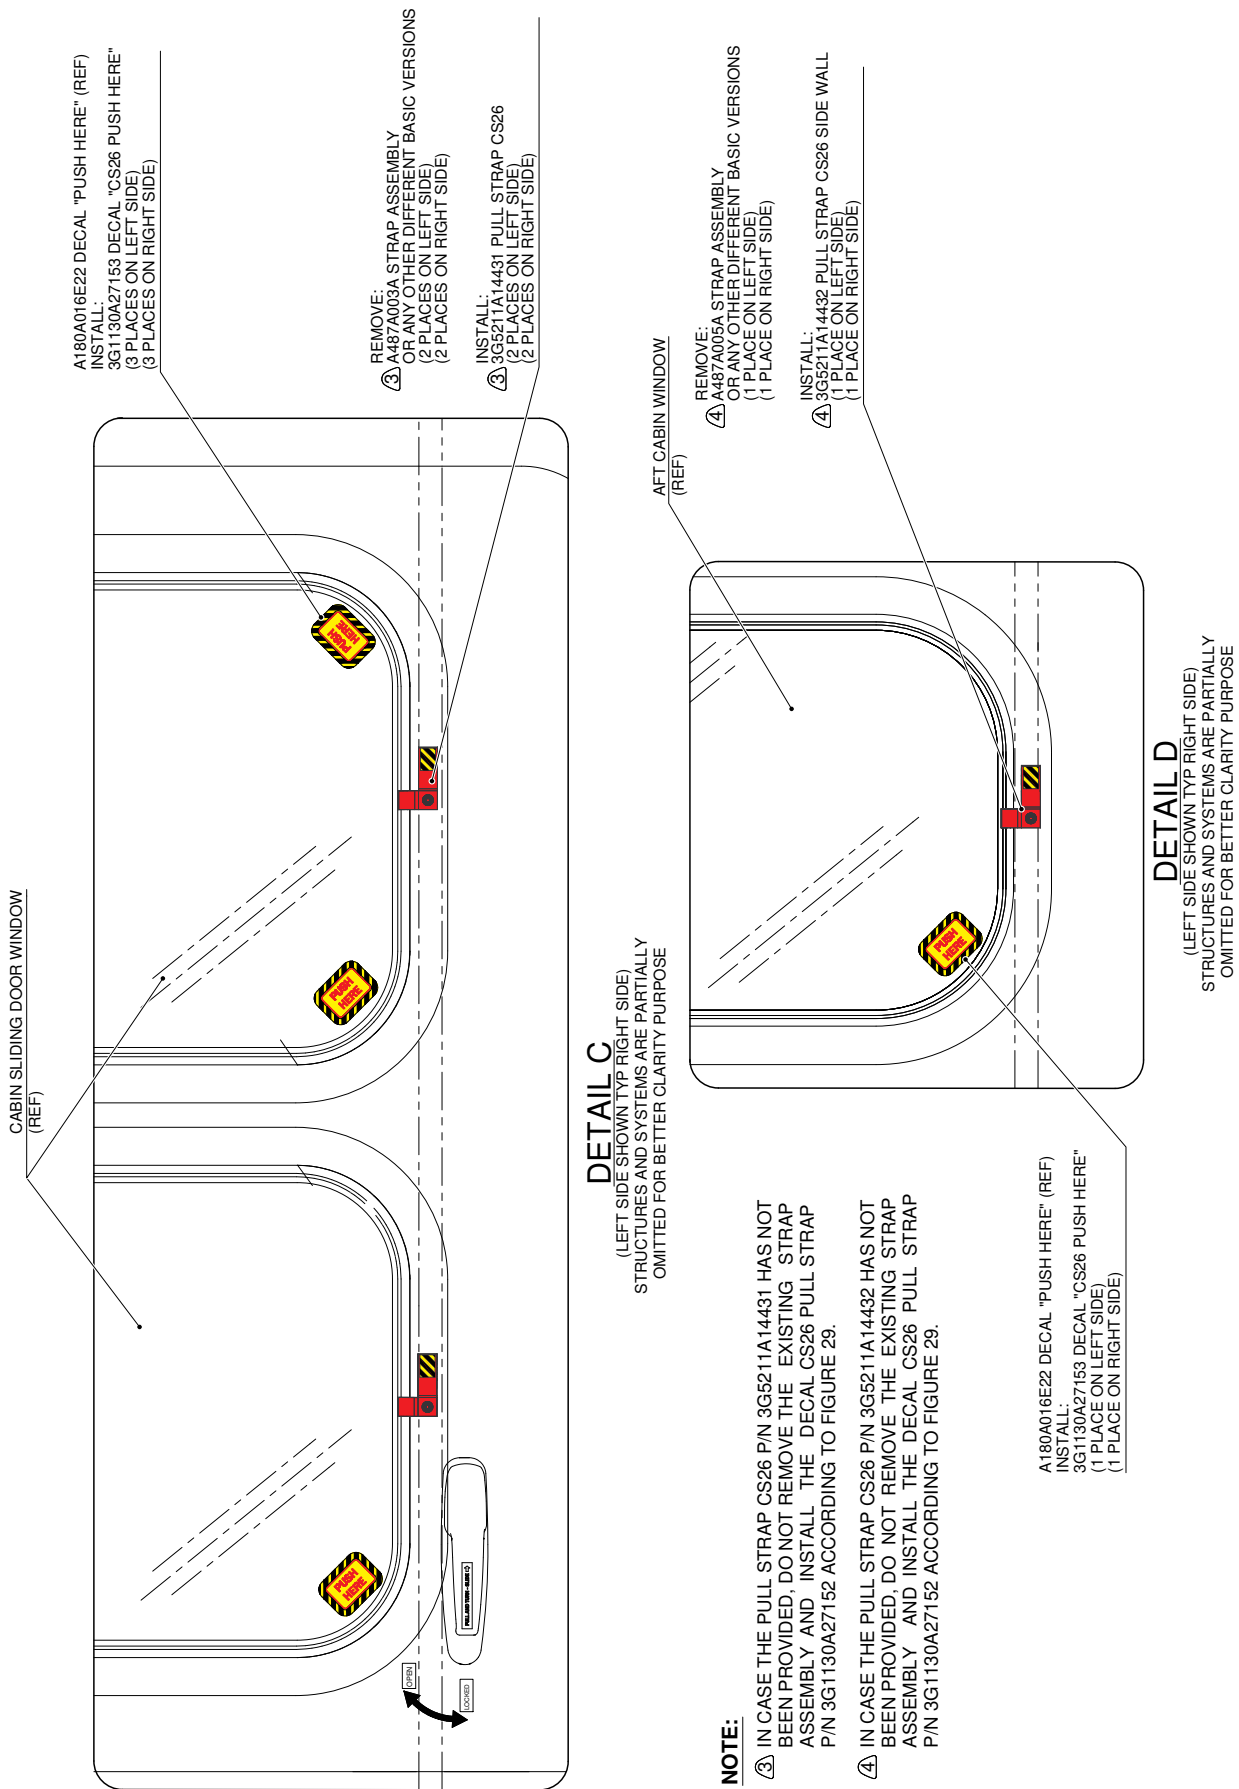 CABIN SLIDING DOOR WINDOW
(REF)
A180A016E22 DECAL "PUSH HERE" (REF)
INSTALL:
3G1130A27153 DECAL "CS26 PUSH HERE"
(3 PLACES ON LEFT SIDE)
(3 PLACES ON RIGHT SIDE)
REMOVE:
3 A487A003A STRAP ASSEMBLY
OR ANY OTHER DIFFERENT BASIC VERSIONS
(2 PLACES ON LEFT SIDE)
(2 PLACES ON RIGHT SIDE)
INSTALL:
3 3G5211A14431 PULL STRAP CS26
(2 PLACES ON LEFT SIDE)
(2 PLACES ON RIGHT SIDE)
PUSH
HERE
PUSH
HERE
PUSH
HERE
OPEN
LOCKED
PULL AND TURN - SLIDE
DETAIL C
(LEFT SIDE SHOWN TYP RIGHT SIDE)
STRUCTURES AND SYSTEMS ARE PARTIALLY
OMITTED FOR BETTER CLARITY PURPOSE
AFT CABIN WINDOW
(REF)
REMOVE:
4 A487A005A STRAP ASSEMBLY
OR ANY OTHER DIFFERENT BASIC VERSIONS
(1 PLACE ON LEFT SIDE)
(1 PLACE ON RIGHT SIDE)
INSTALL:
4 3G5211A14432 PULL STRAP CS26 SIDE WALL
(1 PLACE ON LEFT SIDE)
(1 PLACE ON RIGHT SIDE)
PUSH
HERE
A180A016E22 DECAL "PUSH HERE" (REF)
INSTALL:
3G1130A27153 DECAL "CS26 PUSH HERE"
(1 PLACE ON LEFT SIDE)
(1 PLACE ON RIGHT SIDE)
DETAIL D
(LEFT SIDE SHOWN TYP RIGHT SIDE)
STRUCTURES AND SYSTEMS ARE PARTIALLY
OMITTED FOR BETTER CLARITY PURPOSE
NOTE:
3 IN CASE THE PULL STRAP CS26 P/N 3G5211A14431 HAS NOT
BEEN PROVIDED, DO NOT REMOVE THE EXISTING STRAP
ASSEMBLY AND INSTALL THE DECAL CS26 PULL STRAP
P/N 3G1130A27152 ACCORDING TO FIGURE 29.
4 IN CASE THE PULL STRAP CS26 P/N 3G5211A14432 HAS NOT
BEEN PROVIDED, DO NOT REMOVE THE EXISTING STRAP
ASSEMBLY AND INSTALL THE DECAL CS26 PULL STRAP
P/N 3G1130A27152 ACCORDING TO FIGURE 29.